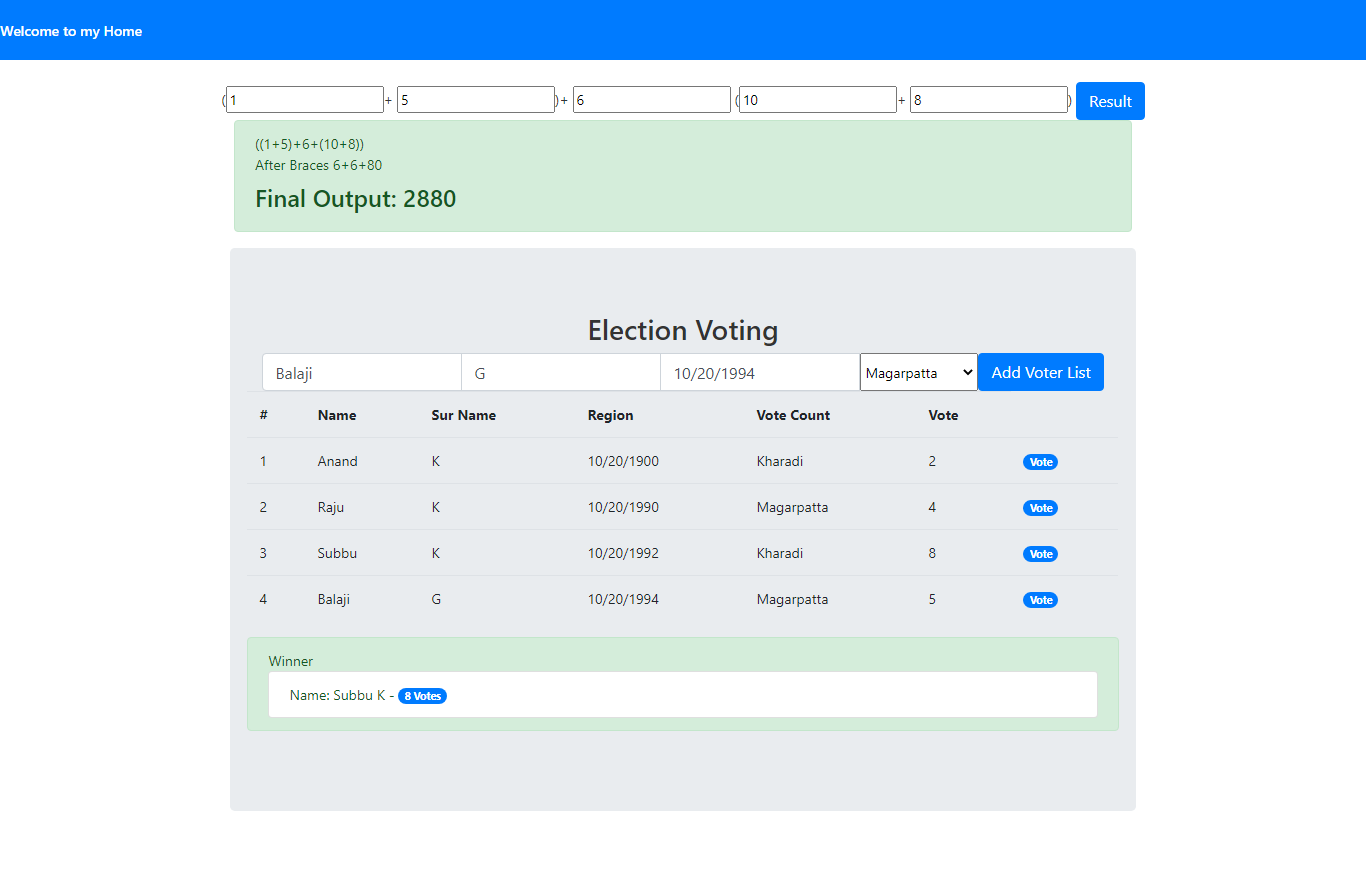 Welcome to my Home
(1+ 5)+ 6 (10+ 8) Result
((1+5)+6+(10+8))
After Braces 6+6+80
Final Output: 2880
Election Voting
Balaji G 10/20/1994 Magarpatta Add Voter List
# Name Sur Name Region Vote Count Vote
1 Anand K 10/20/1900 Kharadi 2 Vote
2 Raju K 10/20/1990 Magarpatta 4 Vote
3 Subbu K 10/20/1992 Kharadi 8 Vote
4 Balaji G 10/20/1994 Magarpatta 5 Vote
Winner
Name: Subbu K - 8 Votes